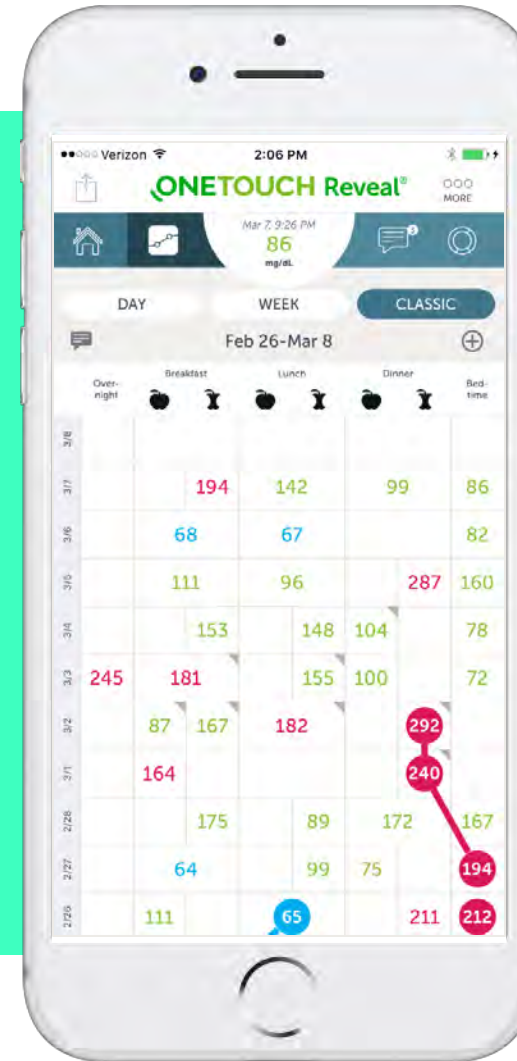 Verizon 2:06 PM
ONETOUCH Reveal®
MORE
Mar 7, 9:26 PM
86
mg/dL
DAY WEEK CLASSIC
Feb 26-Mar 8
Breakfast Lunch Dinner
Over-
night
Bed-
time
3/8
3/7 194 142 99 86
3/6 68 67 82
3/5 111 96 287 160
3/4 153 148 104 78
3/3 245 181 155 100 72
3/2 87 167 182 292
3/1 164 240
2/28 175 89 172 167
2/27 64 99 75 194
2/26 111 65 211 212